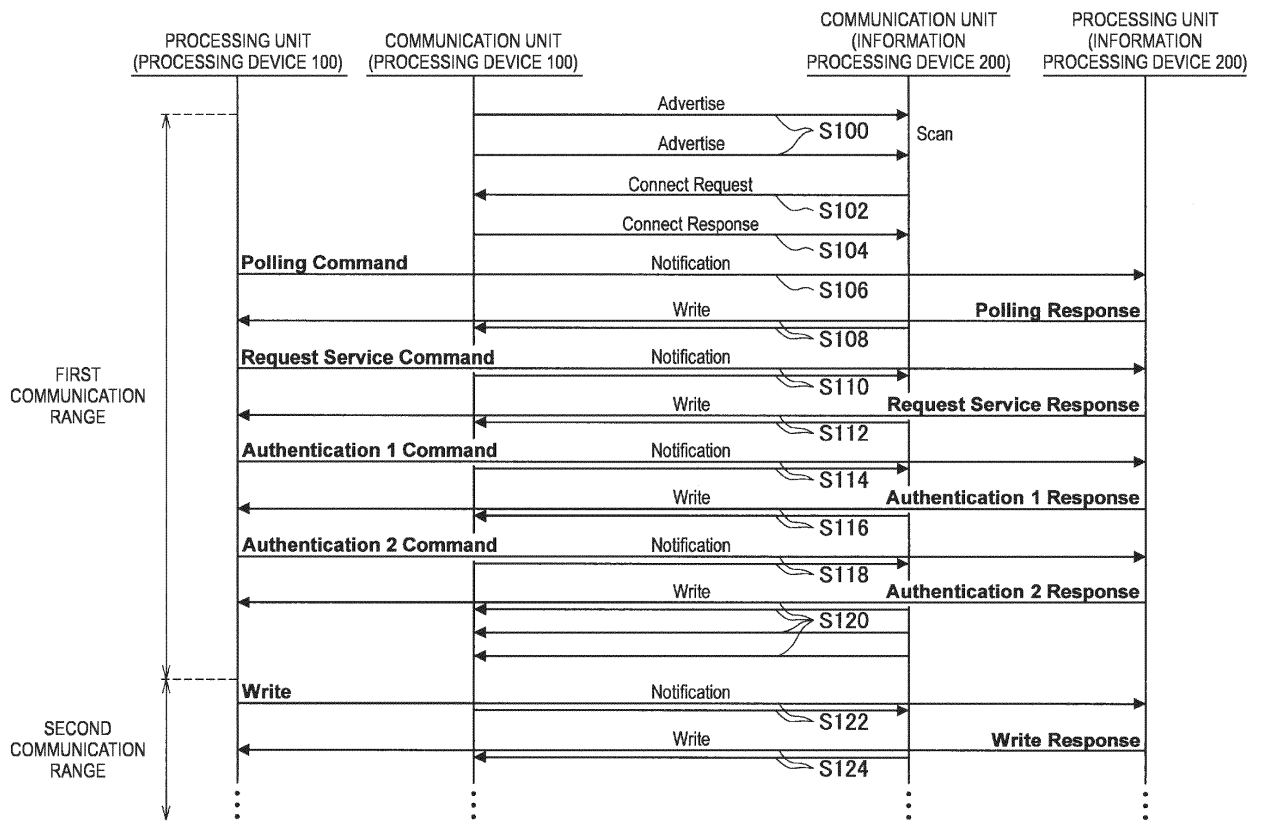 PROCESSING UNIT
(PROCESSING DEVICE 100)
COMMUNICATION UNIT
(PROCESSING DEVICE 100)
COMMUNICATION UNIT
(INFORMATION
PROCESSING DEVICE 200)
PROCESSING UNIT
(INFORMATION
PROCESSING DEVICE 200)
Advertise
S100
Scan
Advertise
Connect Request
S102
Connect Response
S104
Polling Command
Notification
S106
Write
Polling Response
S108
Request Service Command
Notification
S110
Write
Request Service Response
S112
Authentication 1 Command
Notification
S114
Write
Authentication 1 Response
S116
Authentication 2 Command
Notification
S118
Write
Authentication 2 Response
S120
FIRST
COMMUNICATION
RANGE
Write
Notification
S122
Write
Write Response
S124
SECOND
COMMUNICATION
RANGE